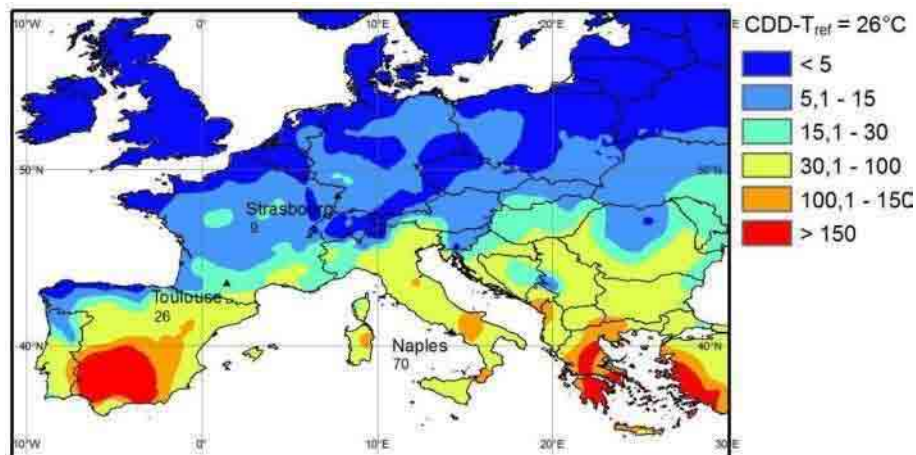 10°W 0° 10°E 20°E 30°E
CDD-Tref = 26°C
< 5
5,1 - 15
15,1 - 30
30,1 - 100
100,1 - 150
> 150
50°N 50°N
Strasbourg
9
Toulouse
26
Naples
70
40°N 40°N
10°W 0° 10°E 20°E 30°E